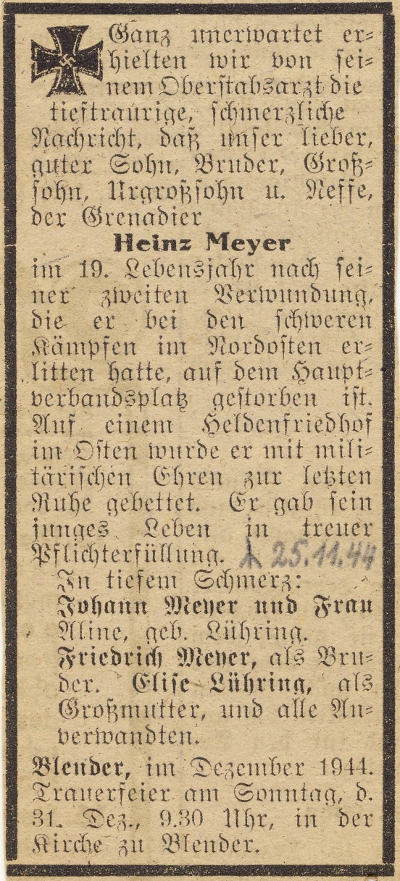 Ganz unerwartet er-
hielten wir von sei-
nem Oberstabsarzt die
tieftraurige, schmerzliche
Nachricht, daß unser lieber,
guter Sohn, Bruder, Groß-
sohn, Urgroßsohn u. Neffe,
der Grenadier
Heinz Meyer
im 19. Lebensjahr nach sei-
ner zweiten Verwundung,
die er bei den schweren
Kämpfen im Nordosten er-
litten hatte, auf dem Haupt-
verbandsplatz gestorben ist.
Auf einem Heldenfriedhof
im Osten wurde er mit mili-
tärischen Ehren zur letzten
Ruhe gebettet. Er gab sein
junges Leben in treuer
Pflichterfüllung. 25.11.44
In tiefem Schmerz:
Johann Meyer und Frau
Aline, geb. Lühring.
Friedrich Meyer, als Bru-
der. Elise Lühring, als
Großmutter, und alle An-
verwandten.
Blender, im Dezember 1944.
Trauerfeier am Sonntag, d.
31. Dez., 9.30 Uhr, in der
Kirche zu Blender.